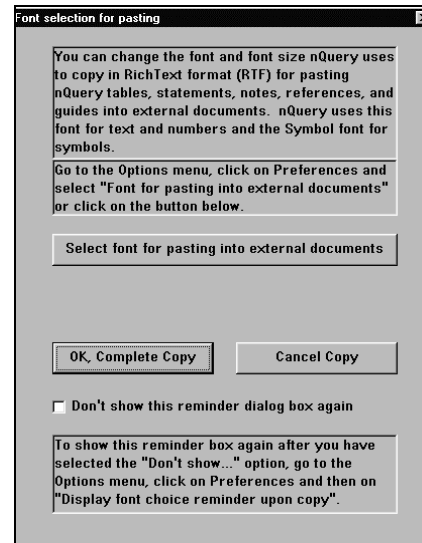 Font selection for pasting
You can change the font and font size nQuery uses
to copy in RichText format (RTF) for pasting
nQuery tables, statements, notes, references, and
guides into external documents.  nQuery uses this
font for text and numbers and the Symbol font for
symbols.
Go to the Options menu, click on Preferences and
select "Font for pasting into external documents"
or click on the button below.
Select font for pasting into external documents
OK, Complete Copy
Cancel Copy
Don't show this reminder dialog box again
To show this reminder box again after you have
selected the "Don't show..." option, go to the
Options menu, click on Preferences and then on
"Display font choice reminder upon copy".